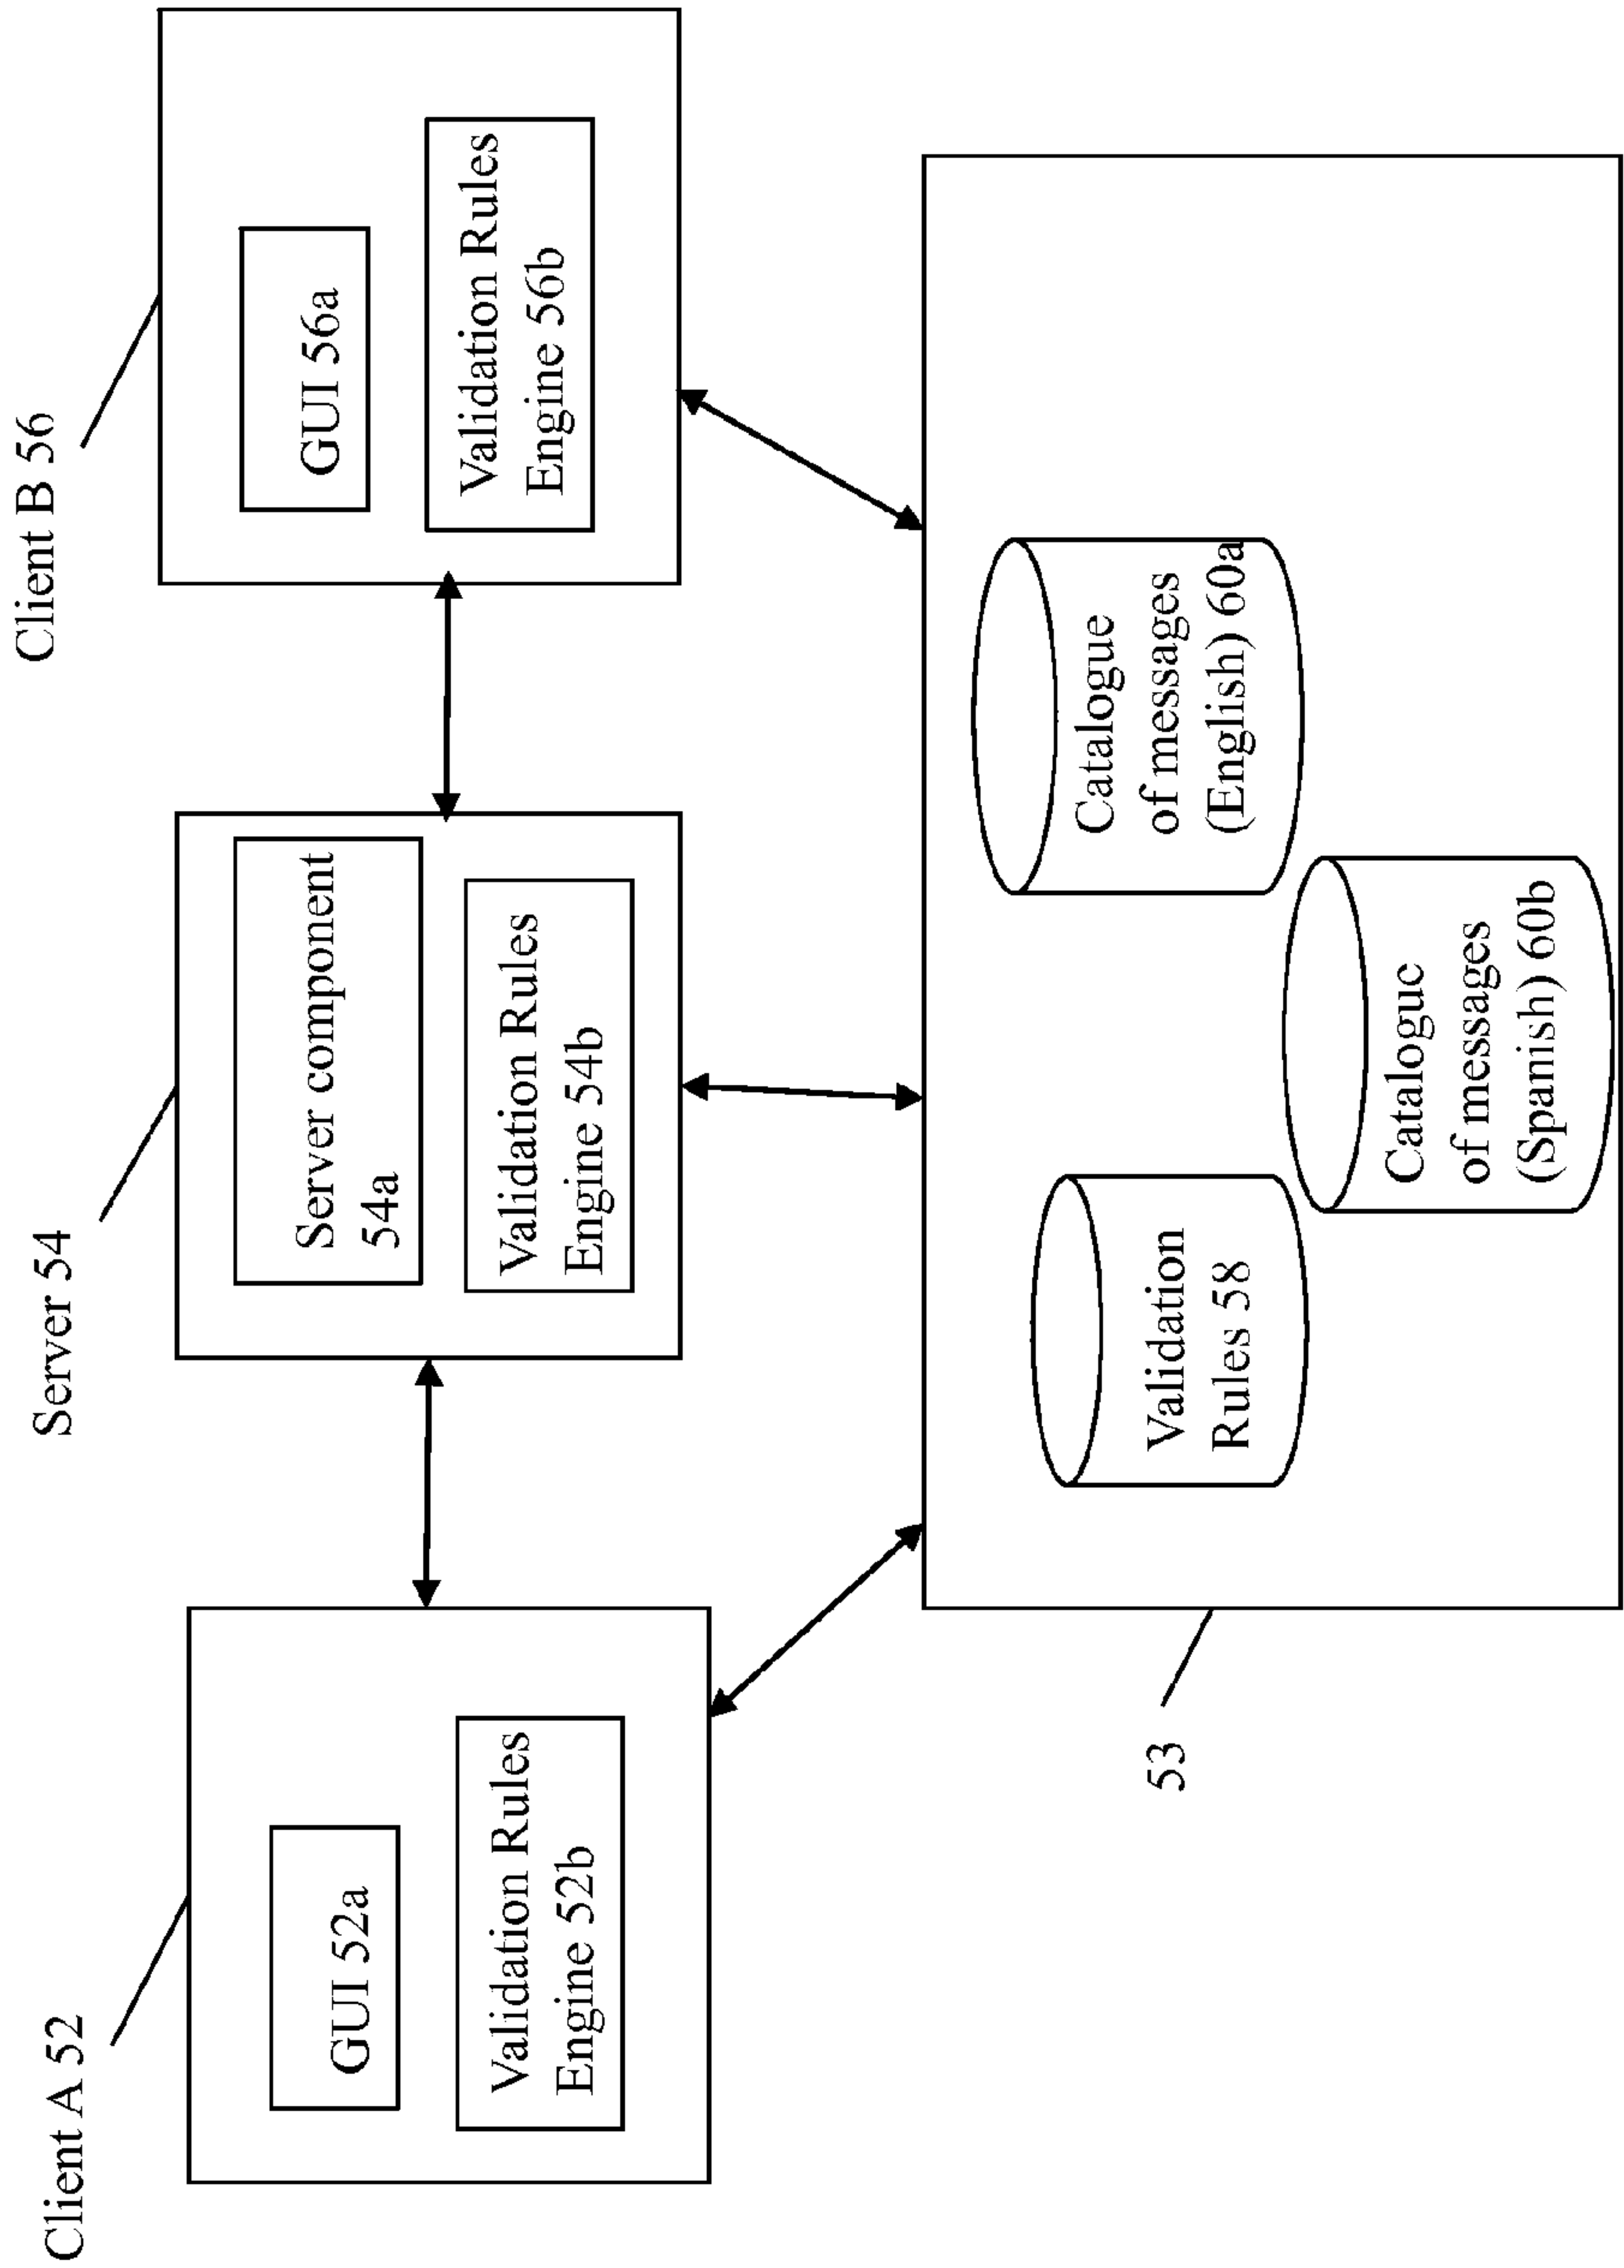 Client A 52
Server 54
Client B 56
GUI 52a
Validation Rules
Engine 52b
Server component
54a
Validation Rules
Engine 54b
GUI 56a
Validation Rules
Engine 56b
53
Validation
Rules 58
Catalogue
of messages
(Spanish) 60b
Catalogue
of messages
(English) 60a